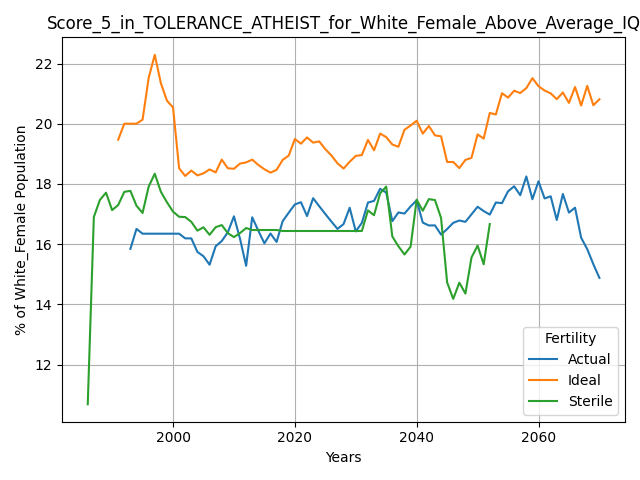 Score_5_in_TOLERANCE_ATHEIST_for_White_Female_Above_Average_IQ
% of White_Female Population
22
20
18
16
14
12
2000
2020
2040
2060
Years
Fertility
Actual
Ideal
Sterile